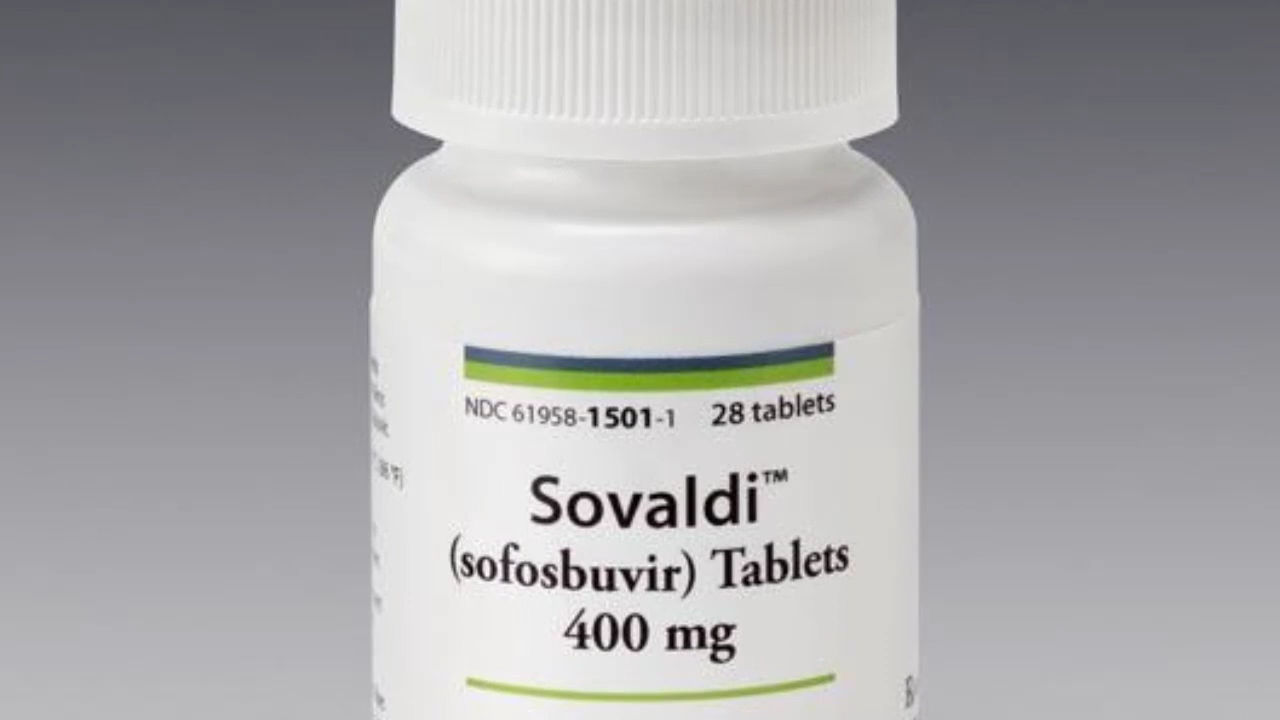 NDC 61958-1501-1 28 tablets
Sovaldi™
(sofosbuvir) Tablets
400 mg